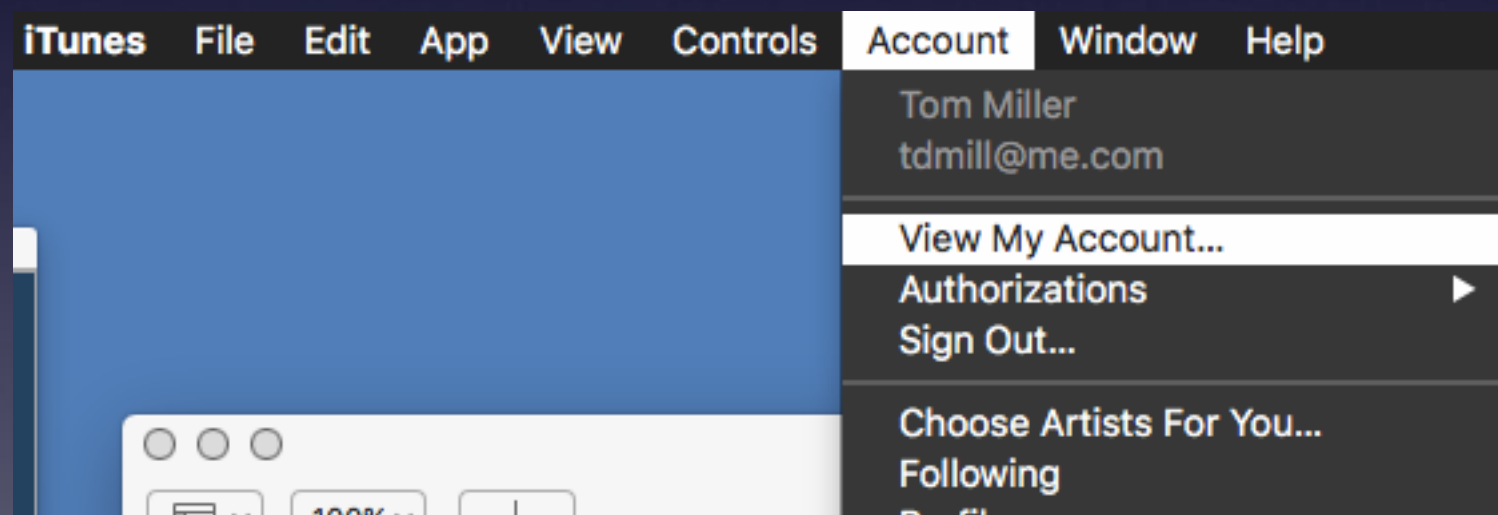 iTunes File Edit App View Controls Account Window Help
Tom Miller
tdmill@me.com
View My Account...
Authorizations
Sign Out...
Choose Artists For You...
Following
100%